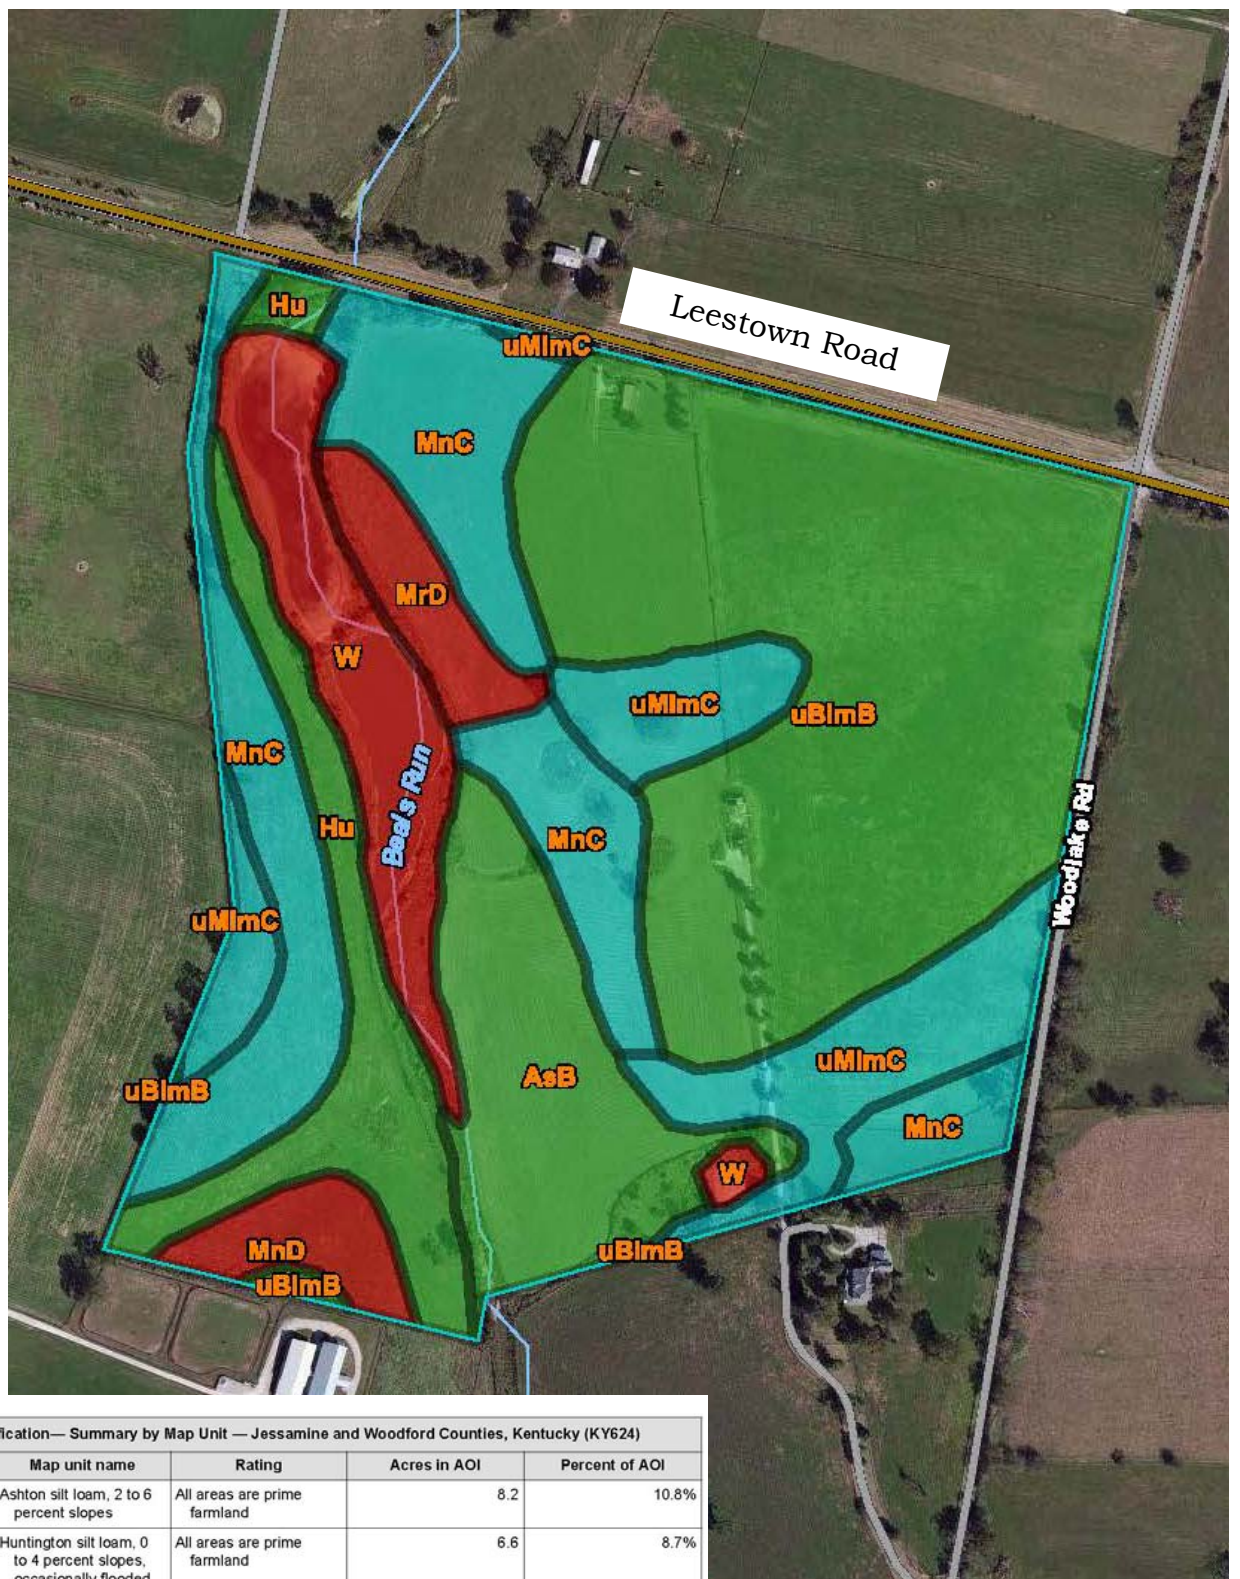 Leestown Road
Hu
uMlmC
MnC
MrD
W
uMlmC
uBlmB
MnC
Beals Run
Hu
MnC
Woodlake Rd
uMlmC
uMlmC
AsB
uBlmB
MnC
W
MnD
uBlmB
uBlmB
fication— Summary by Map Unit — Jessamine and Woodford Counties, Kentucky (KY624)
Map unit name Rating Acres in AOI Percent of AOI
Ashton silt loam, 2 to 6 All areas are prime 8.2 10.8%
percent slopes farmland
Huntington silt loam, 0 All areas are prime 6.6 8.7%
to 4 percent slopes, farmland
occasionally flooded